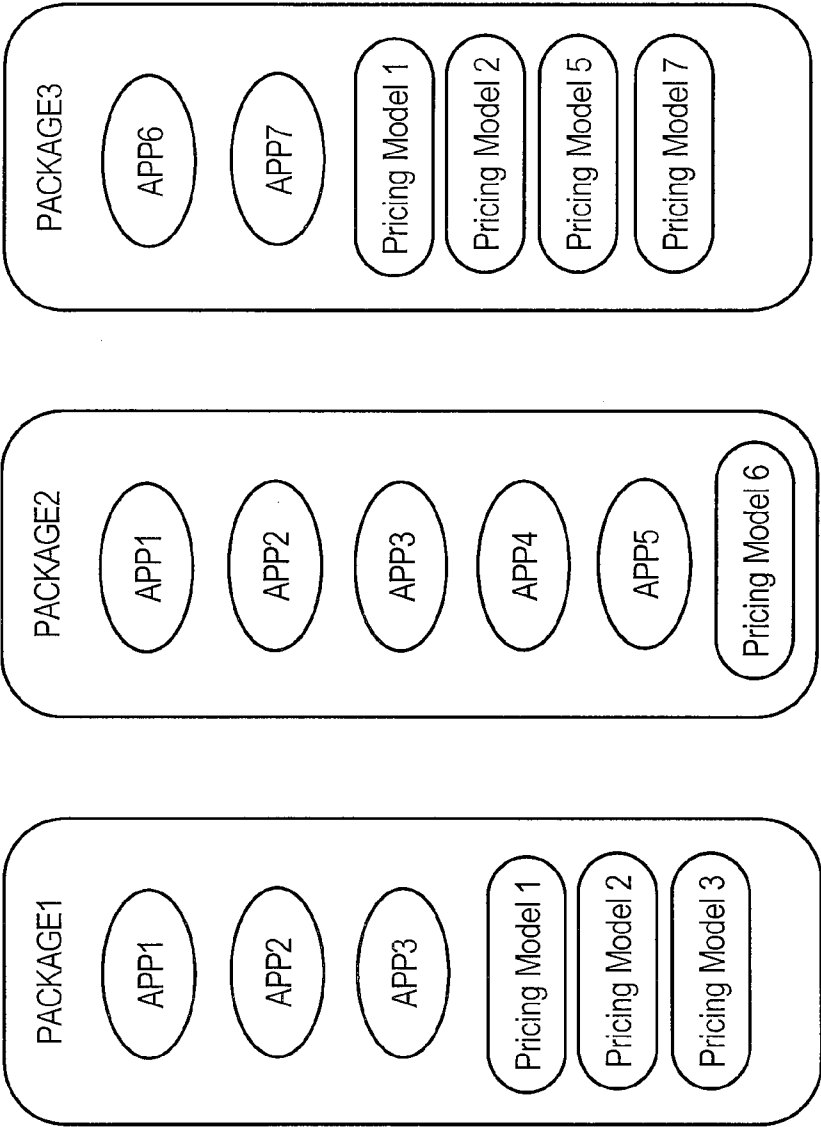 PACKAGE1
APP1
APP2
APP3
Pricing Model 1
Pricing Model 2
Pricing Model 3
PACKAGE2
APP1
APP2
APP3
APP4
APP5
Pricing Model 6
PACKAGE3
APP6
APP7
Pricing Model 1
Pricing Model 2
Pricing Model 5
Pricing Model 7